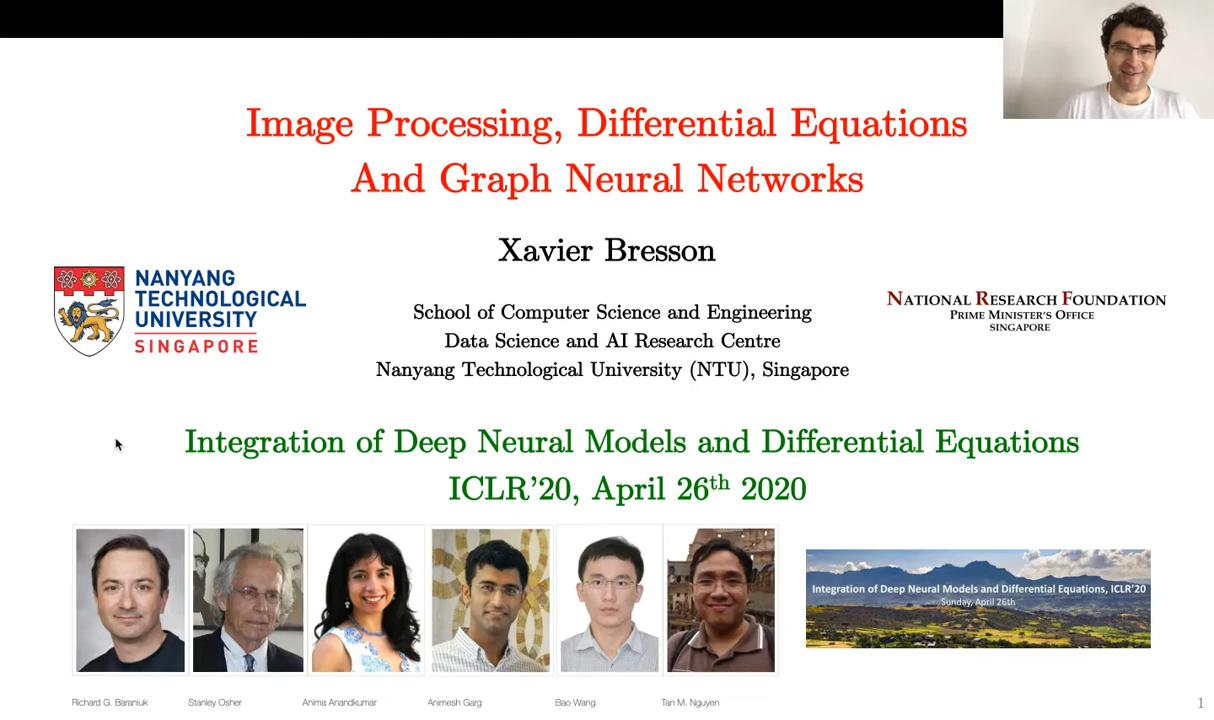 Image Processing, Differential Equations
And Graph Neural Networks
Xavier Bresson
NANYANG
TECHNOLOGICAL
UNIVERSITY
SINGAPORE
School of Computer Science and Engineering
Data Science and AI Research Centre
Nanyang Technological University (NTU), Singapore
NATIONAL RESEARCH FOUNDATION
PRIME MINISTER'S OFFICE
SINGAPORE
Integration of Deep Neural Models and Differential Equations
ICLR'20, April 26th 2020
Integration of Deep Neural Models and Differential Equations, ICLR'20
Sunday, April 26th
Richard G. Baraniuk
Stanley Osher
Anima Anandkumar
Animesh Garg
Bao Wang
Tan M. Nguyen
1